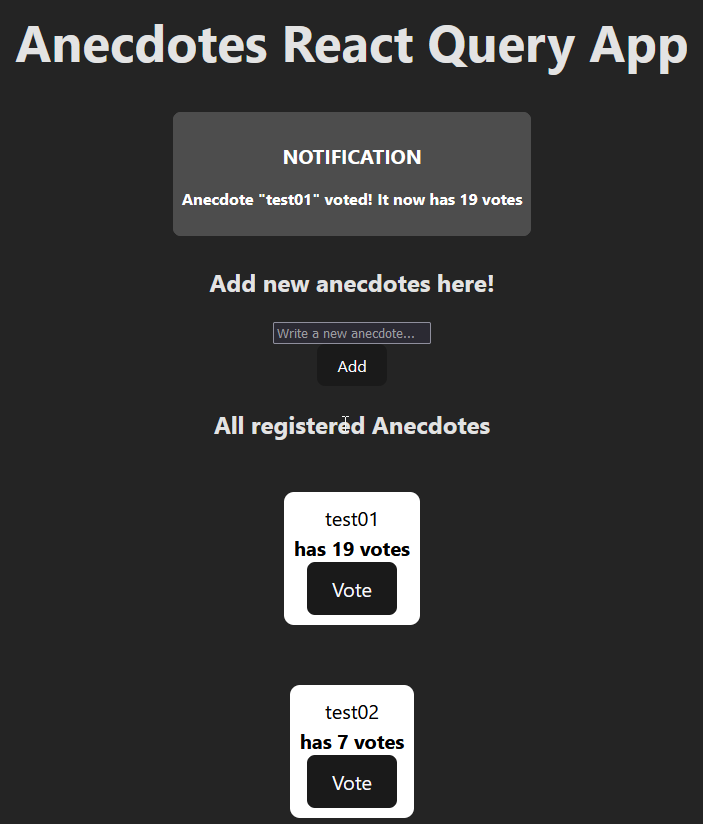 Anecdotes React Query App
NOTIFICATION
Anecdote "test01" voted! It now has 19 votes
Add new anecdotes here!
Write a new anecdote...
Add
All registered Anecdotes
test01
has 19 votes
Vote
test02
has 7 votes
Vote